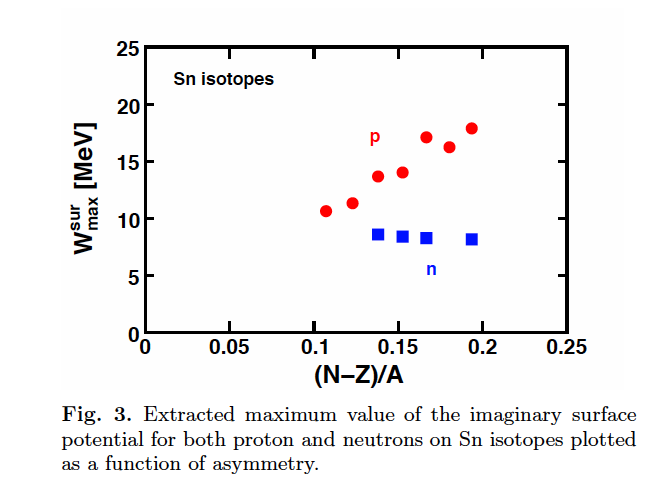 25
Sn isotopes
20
p
15
W^sur_max [MeV]
10
n
5
0
0 0.05 0.1 0.15 0.2 0.25
(N−Z)/A
Fig. 3. Extracted maximum value of the imaginary surface
potential for both proton and neutrons on Sn isotopes plotted
as a function of asymmetry.